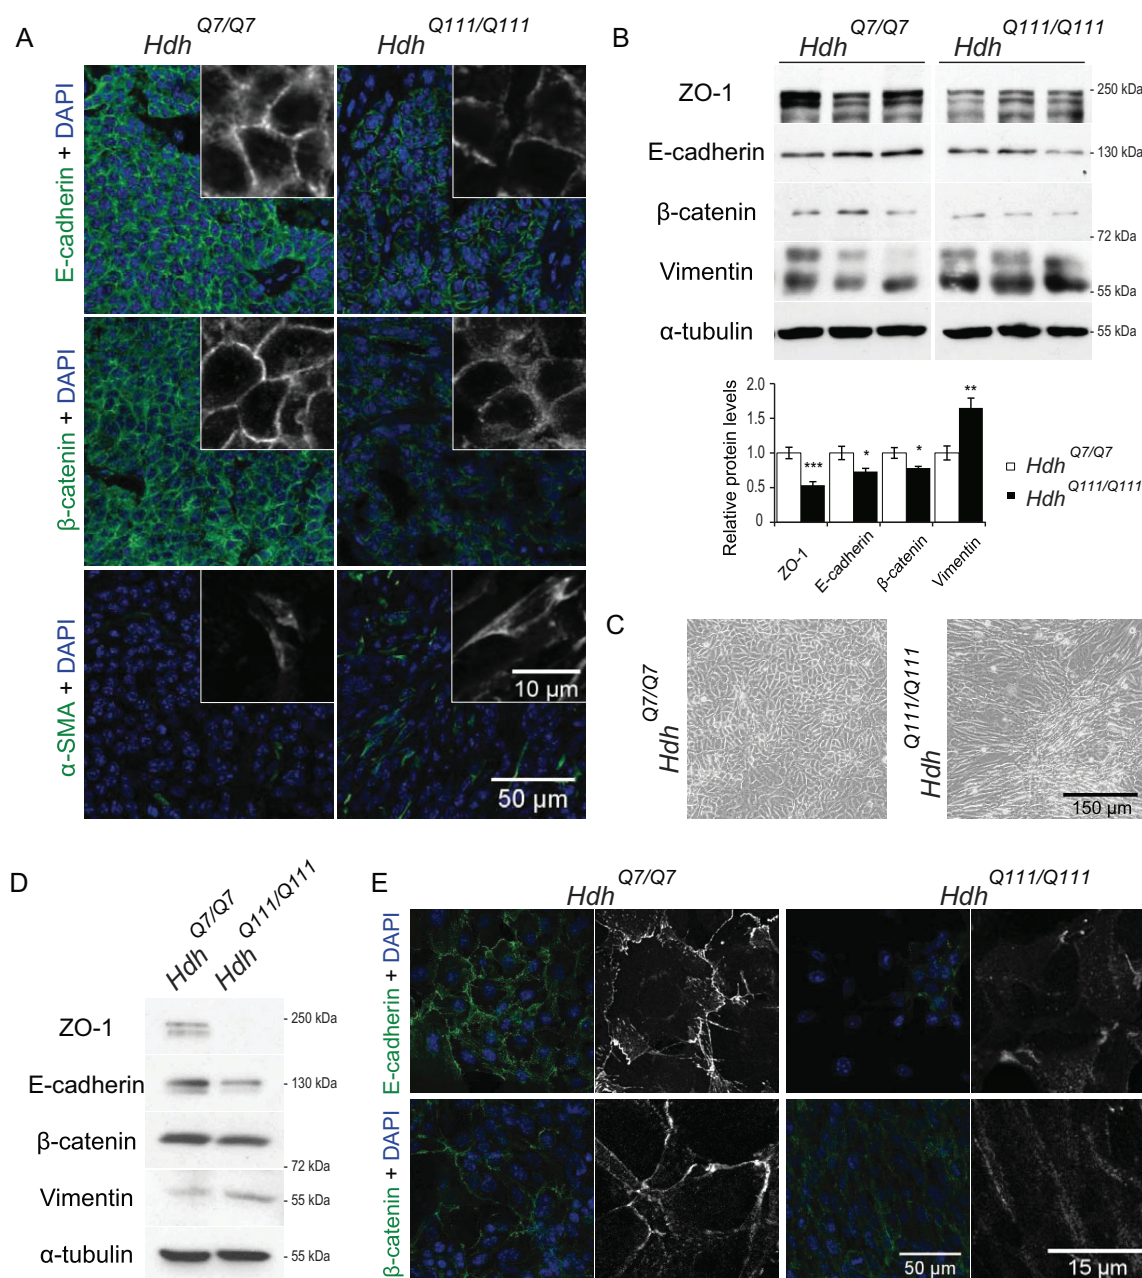 A
Hdh Q7/Q7
Hdh Q111/Q111
E-cadherin + DAPI
β-catenin + DAPI
α-SMA + DAPI
10 µm
50 µm
B
Hdh Q7/Q7
Hdh Q111/Q111
ZO-1
- 250 kDa
E-cadherin
- 130 kDa
β-catenin
- 72 kDa
Vimentin
- 55 kDa
α-tubulin
- 55 kDa
Relative protein levels
2.0
1.5
1.0
0.5
0
***
*
*
**
ZO-1
E-cadherin
β-catenin
Vimentin
Hdh Q7/Q7
Hdh Q111/Q111
C
Hdh Q7/Q7
Hdh Q111/Q111
150 µm
D
Hdh Q7/Q7
Hdh Q111/Q111
ZO-1
- 250 kDa
E-cadherin
- 130 kDa
β-catenin
- 72 kDa
Vimentin
- 55 kDa
α-tubulin
- 55 kDa
E
Hdh Q7/Q7
Hdh Q111/Q111
E-cadherin + DAPI
β-catenin + DAPI
50 µm
15 µm